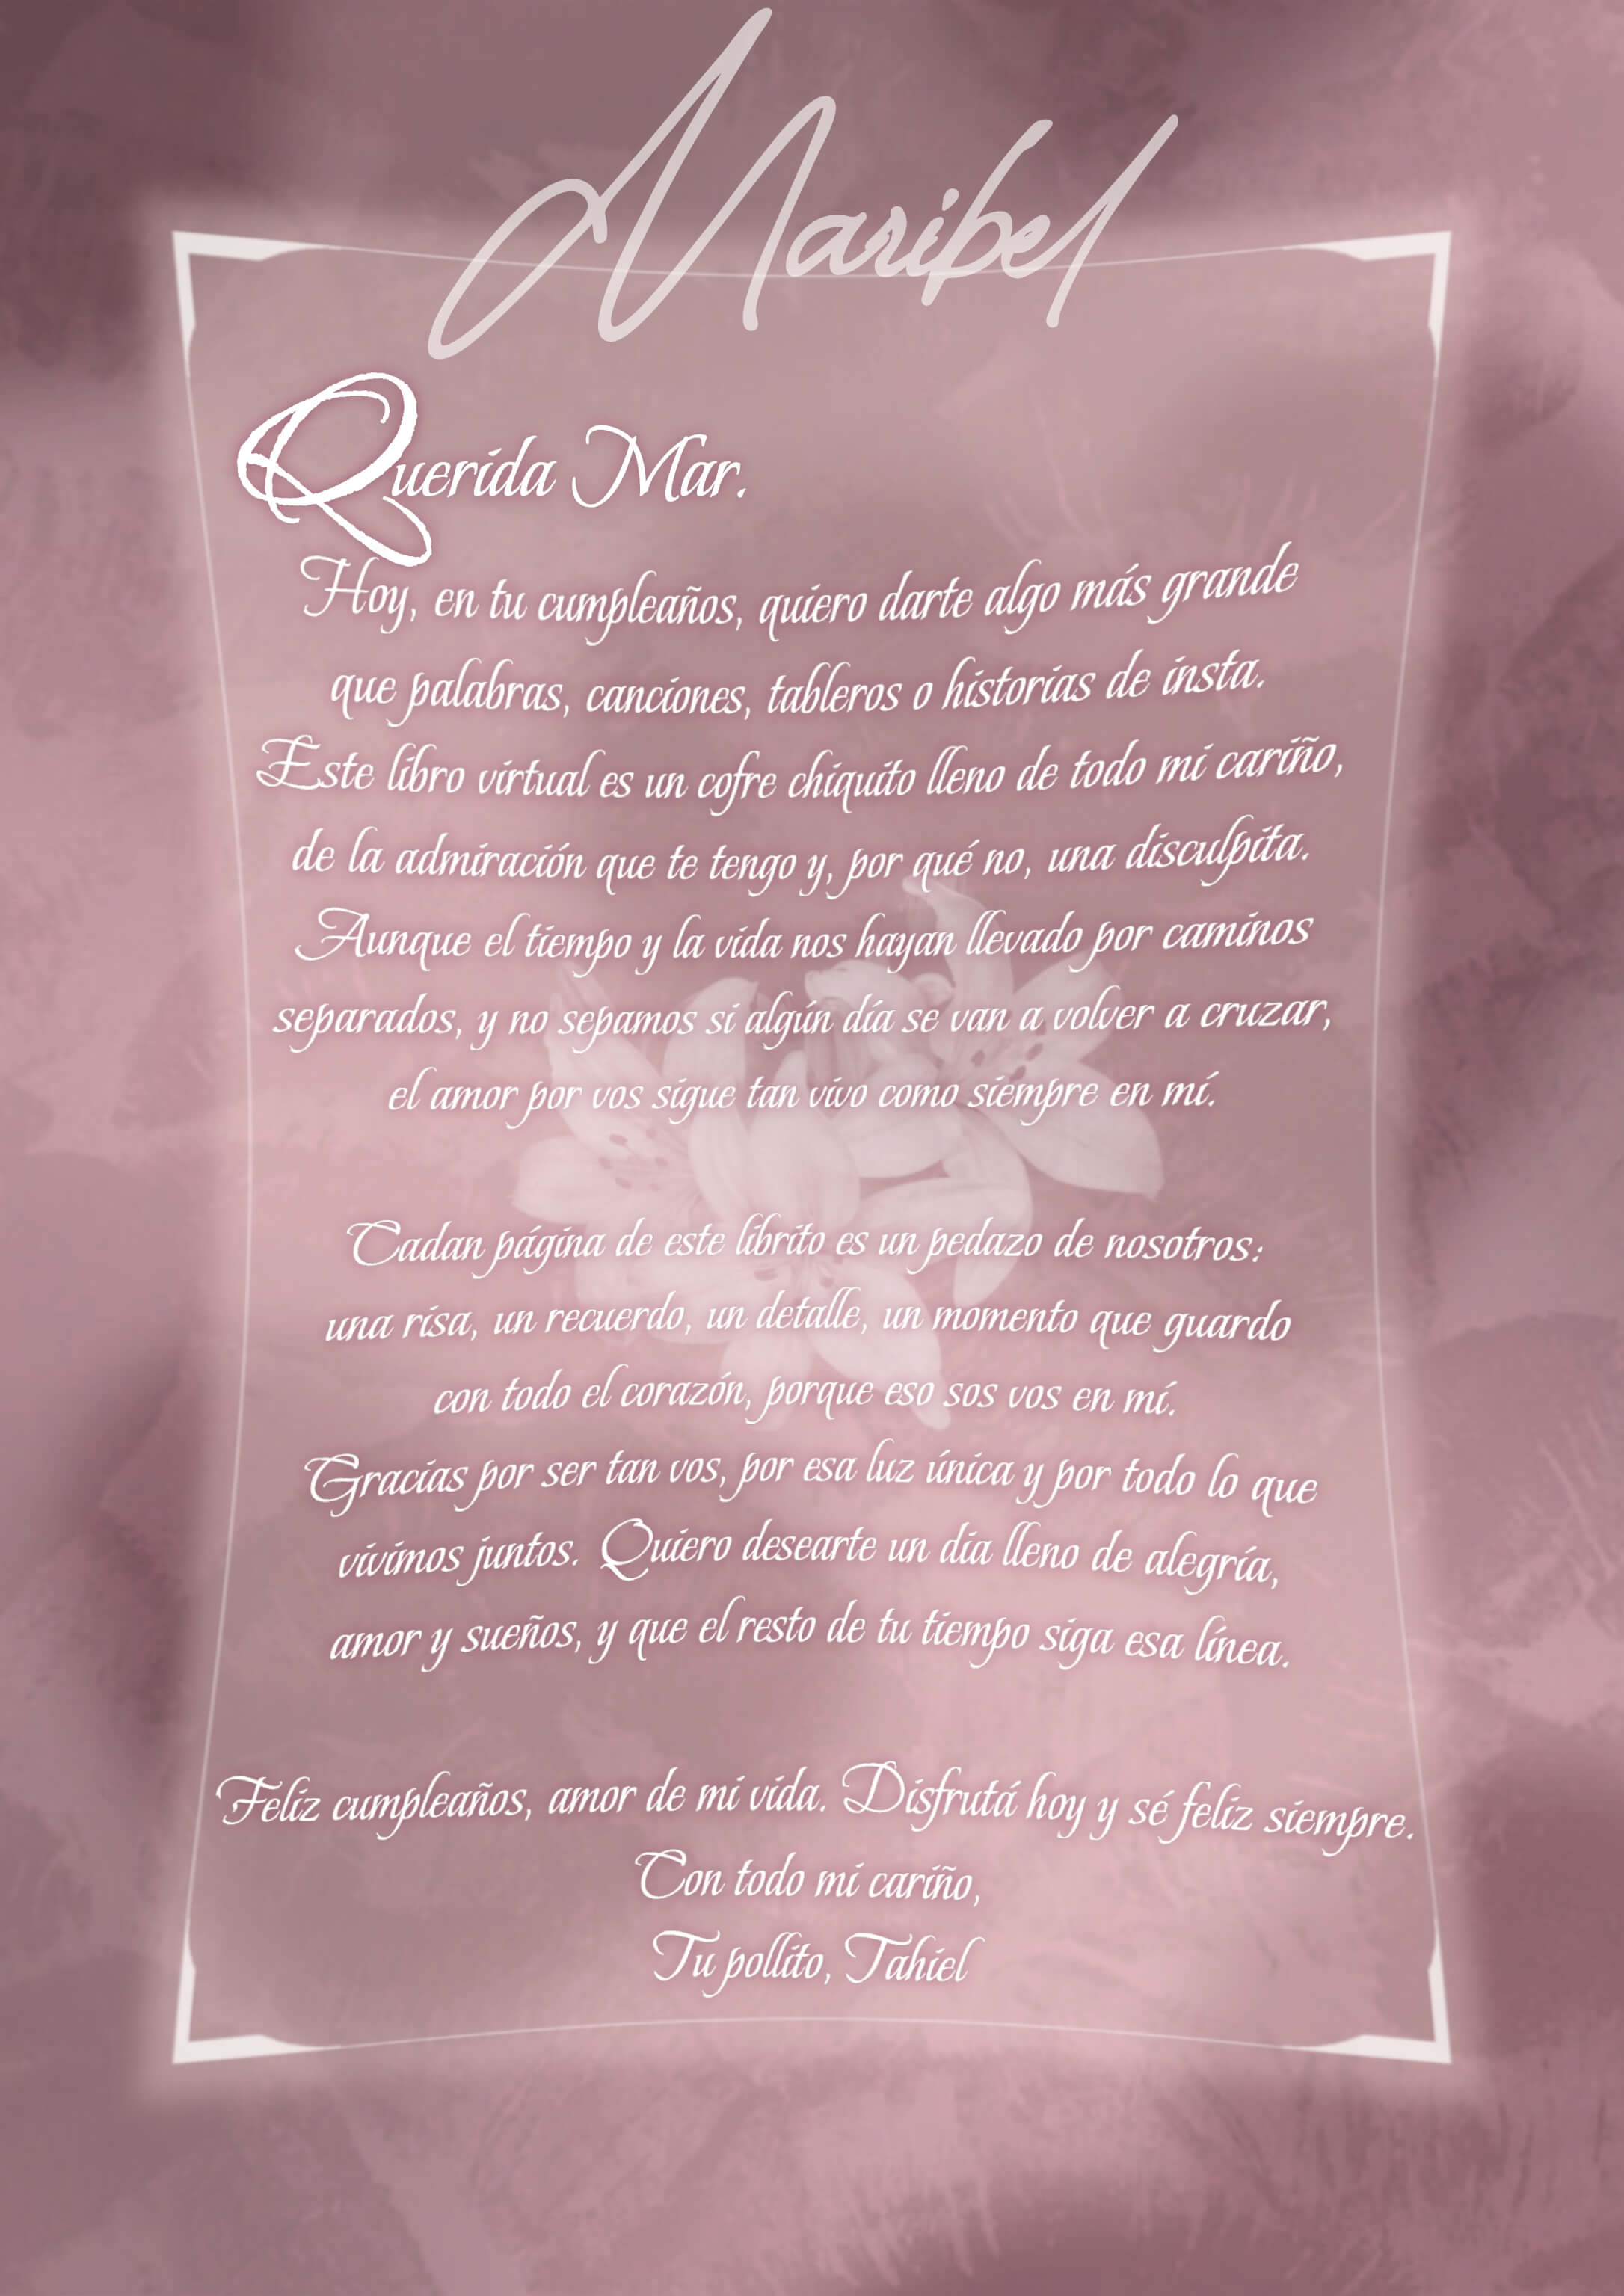 Maribel
Querida Mar.
Hoy, en tu cumpleaños, quiero darte algo más grande
que palabras, canciones, tableros o historias de insta.
Este libro virtual es un cofre chiquito lleno de todo mi cariño,
de la admiración que te tengo y, por qué no, una disculpita.
Aunque el tiempo y la vida nos hayan llevado por caminos
separados, y no sepamos si algún día se van a volver a cruzar,
el amor por vos sigue tan vivo como siempre en mí.
Cadan página de este librito es un pedazo de nosotros:
una risa, un recuerdo, un detalle, un momento que guardo
con todo el corazón, porque eso sos vos en mí.
Gracias por ser tan vos, por esa luz única y por todo lo que
vivimos juntos. Quiero desearte un día lleno de alegría,
amor y sueños, y que el resto de tu tiempo siga esa línea.
Feliz cumpleaños, amor de mi vida. Disfrutá hoy y sé feliz siempre.
Con todo mi cariño,
Tu pollito, Tahiel